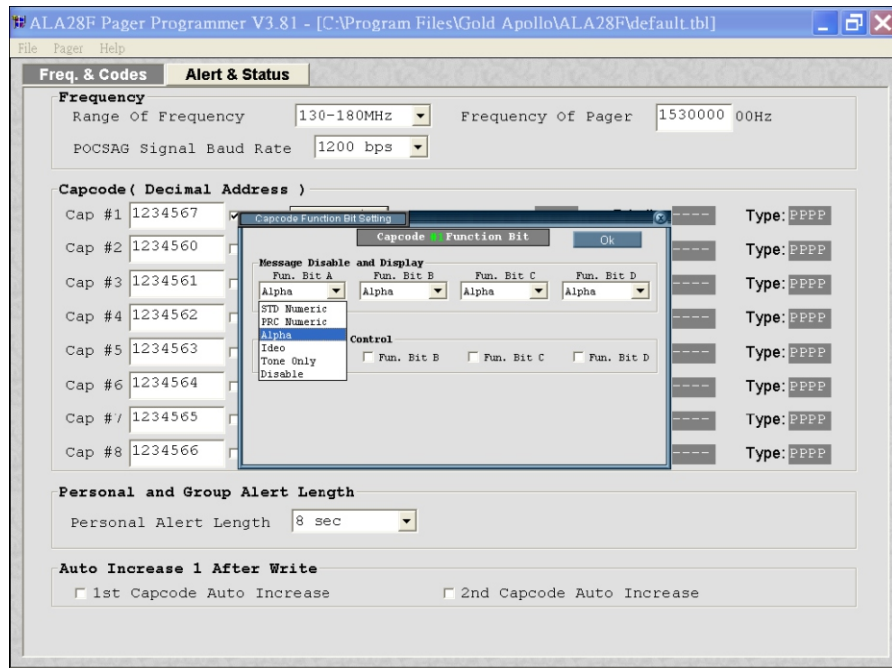 ALA28F Pager Programmer V3.81 - [C:\Program Files\Gold Apollo\ALA28F\default.tbl]
File Pager Help
Freq. & Codes Alert & Status
Frequency
Range Of Frequency 130-180MHz Frequency Of Pager 1530000 00Hz
POCSAG Signal Baud Rate 1200 bps
Capcode( Decimal Address )
Cap #1 1234567 ---- Type: PPPP
Cap #2 1234560 ---- Type: PPPP
Cap #3 1234561 ---- Type: PPPP
Cap #4 1234562 ---- Type: PPPP
Cap #5 1234563 ---- Type: PPPP
Cap #6 1234564 ---- Type: PPPP
Cap #7 1234565 ---- Type: PPPP
Cap #8 1234566 ---- Type: PPPP
Capcode Function Bit Setting
Capcode Function Bit Ok
Message Disable and Display
Fun. Bit A Fun. Bit B Fun. Bit C Fun. Bit D
Alpha Alpha Alpha Alpha
STD Numeric
PRC Numeric
Alpha
Ideo
Tone Only
Disable
Control
Fun. Bit B Fun. Bit C Fun. Bit D
Personal and Group Alert Length
Personal Alert Length 8 sec
Auto Increase 1 After Write
1st Capcode Auto Increase 2nd Capcode Auto Increase